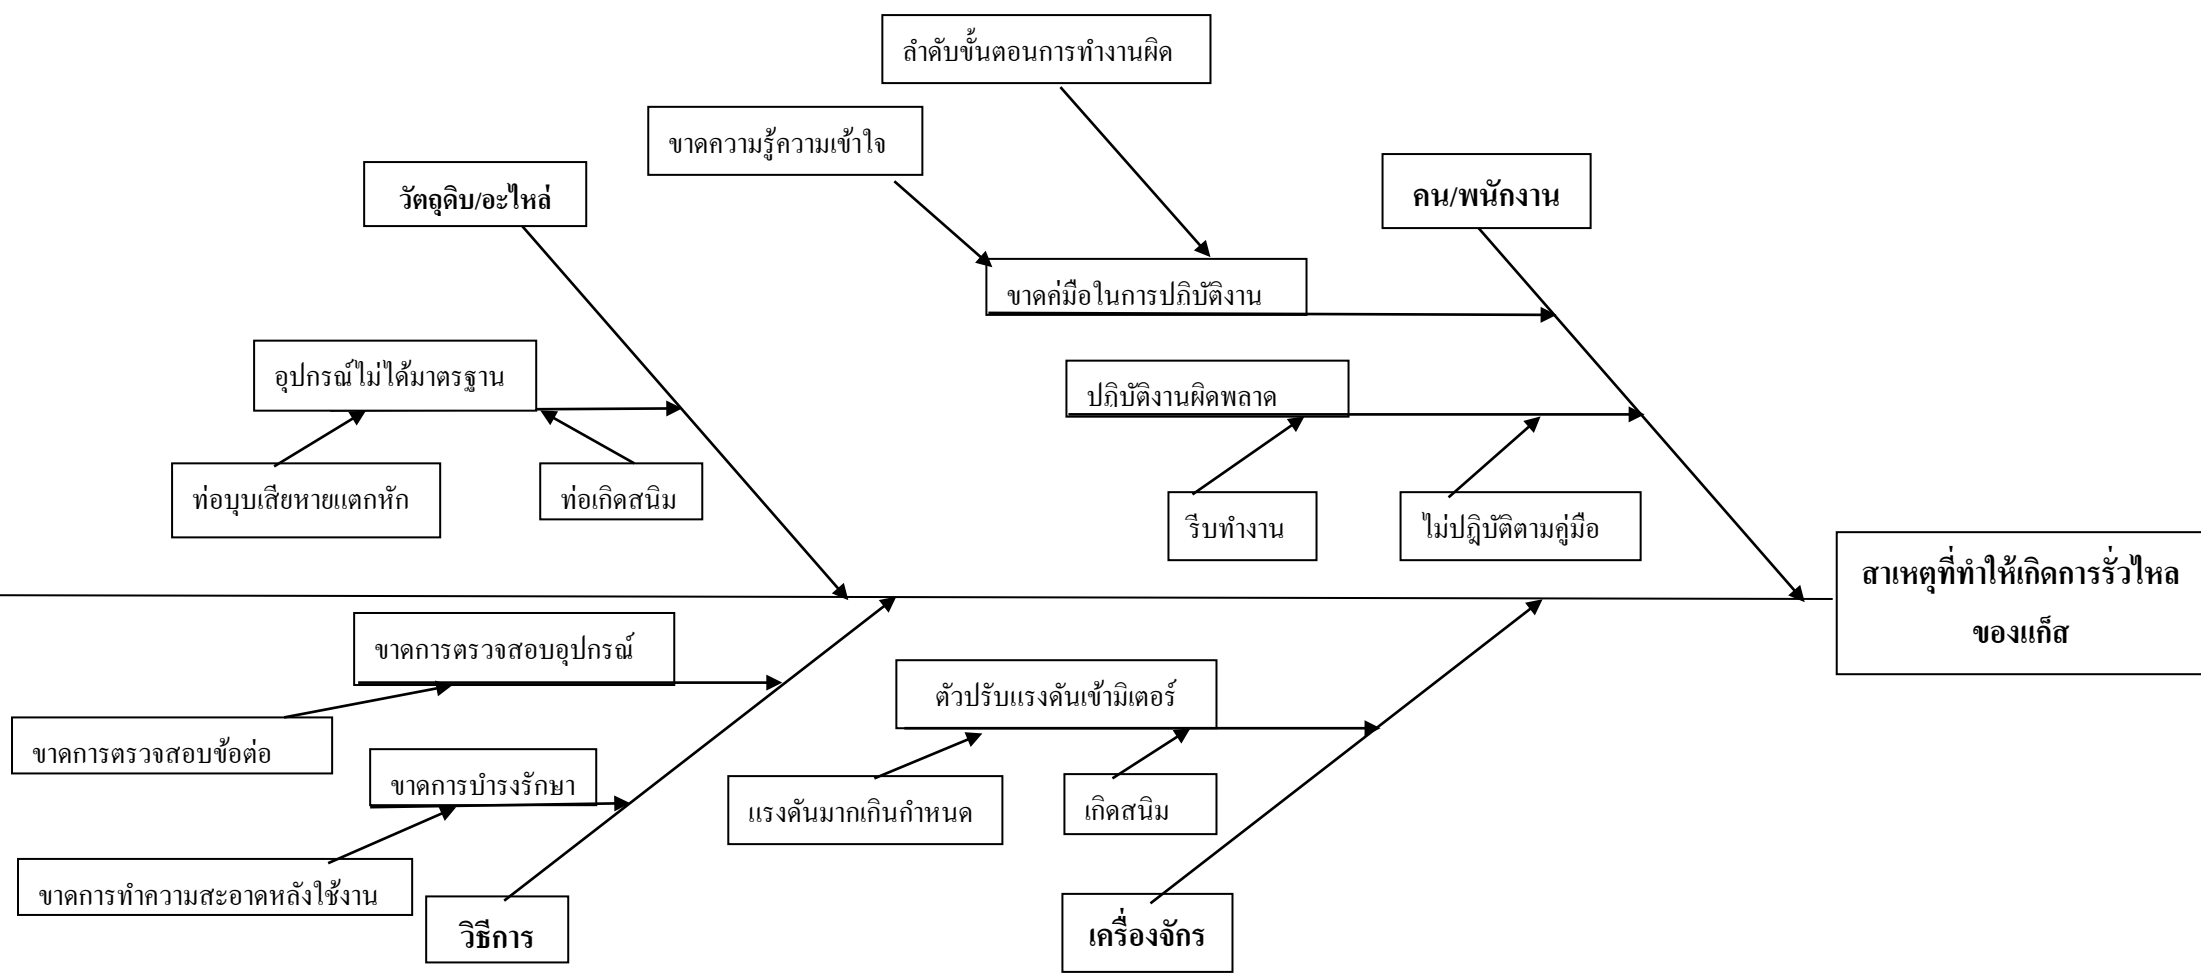 ลำดับขั้นตอนการทำงานผิด
ขาดความรู้ความเข้าใจ
วัตถุดิบ/อะไหล่
คน/พนักงาน
ขาดค่มือในการปภิบัติงาน
อุปกรณ์ไม่ได้มาตรฐาน
ปภิบัติงานผิดพลาด
ท่อบุบเสียหายแตกหัก
ท่อเกิดสนิม
รีบทำงาน
ไม่ปฎิบัติตามคู่มือ
สาเหตุที่ทำให้เกิดการรั่วไหล
ของแก็ส
ขาดการตรวจสอบอุปกรณ์
ตัวปรับแรงดันเข้ามิเตอร์
ขาดการตรวจสอบข้อต่อ
ขาดการบำรงรักษา
แรงดันมากเกินกำหนด
เกิดสนิม
ขาดการทำความสะอาดหลังใช้งาน
วิธีการ
เครื่องจักร